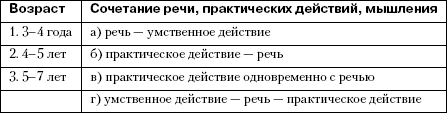 Возраст Сочетание речи, практических действий, мышления
1. 3–4 года а) речь — умственное действие
2. 4–5 лет б) практическое действие — речь
3. 5–7 лет в) практическое действие одновременно с речью
г) умственное действие — речь — практическое действие